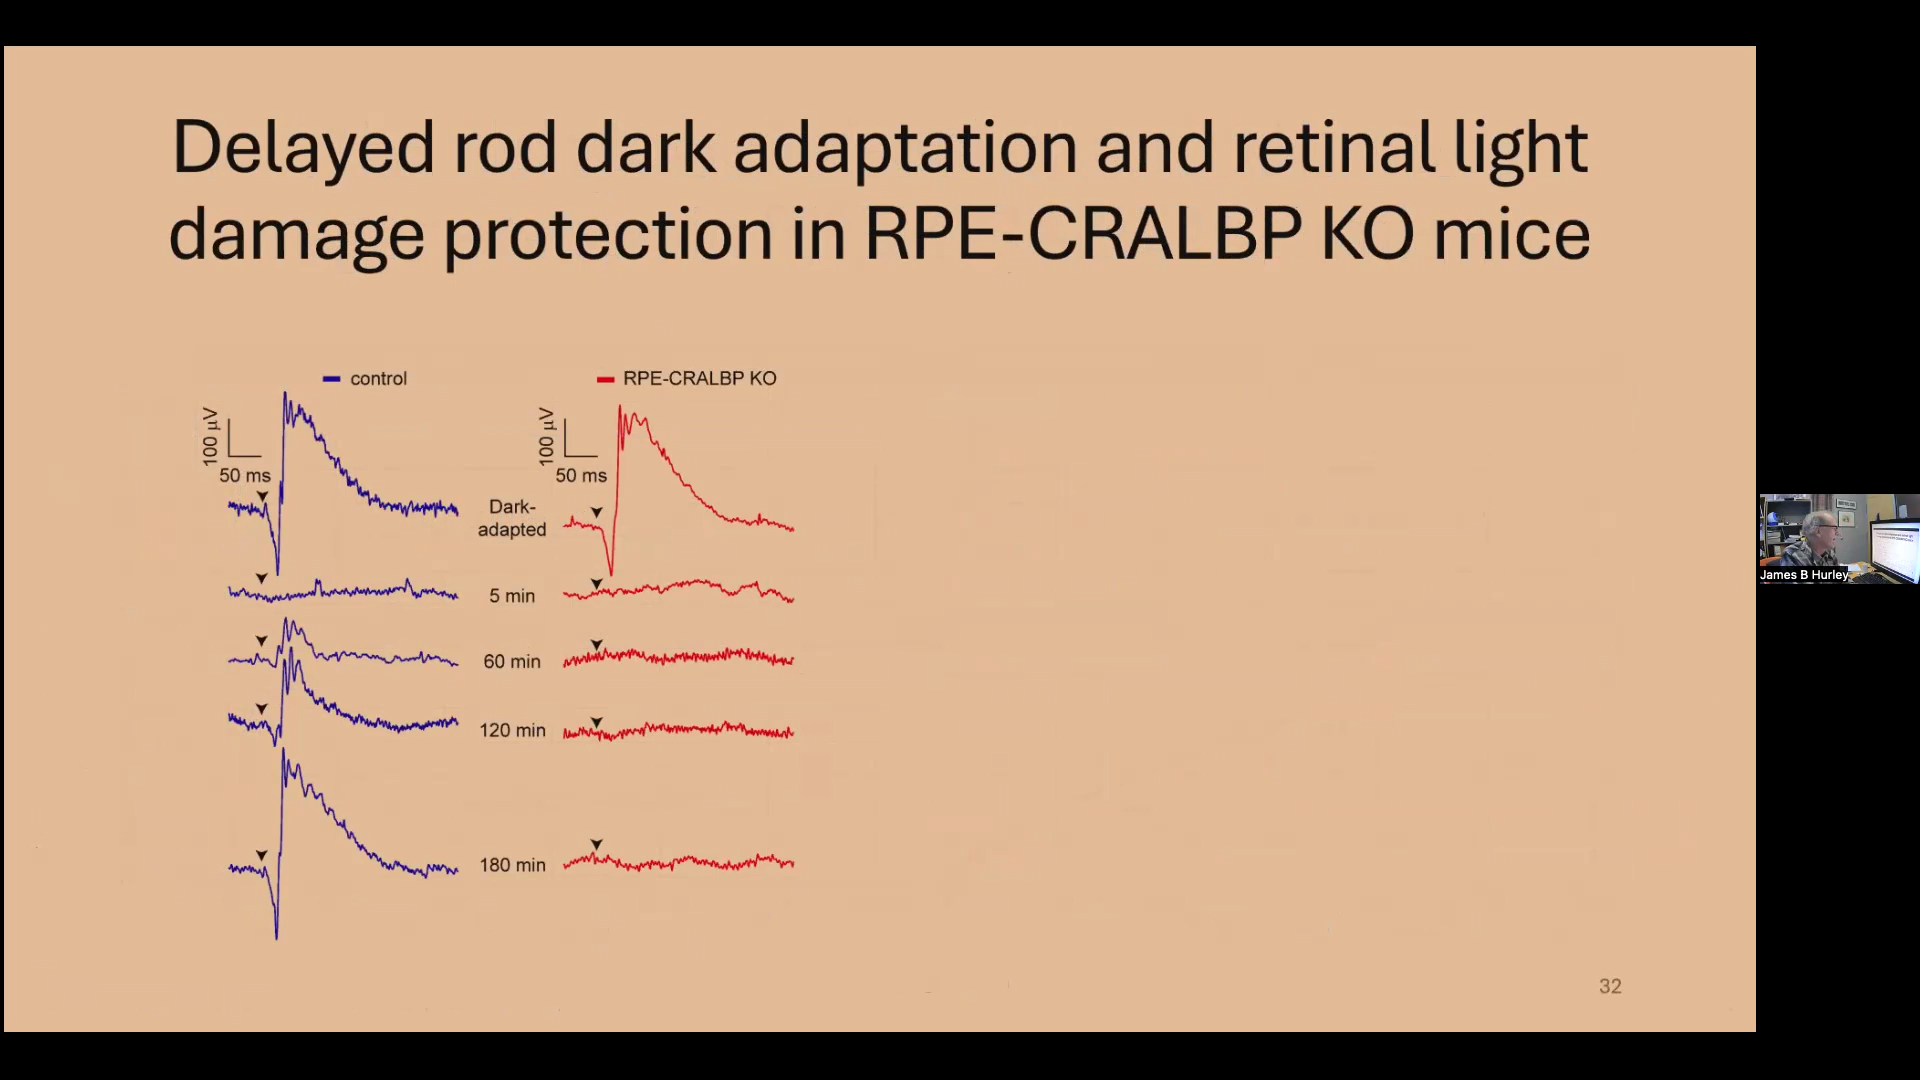 Delayed rod dark adaptation and retinal light
damage protection in RPE-CRALBP KO mice
control
RPE-CRALBP KO
100 µV
50 ms
100 µV
50 ms
Dark-
adapted
5 min
60 min
120 min
180 min
32
James B Hurley